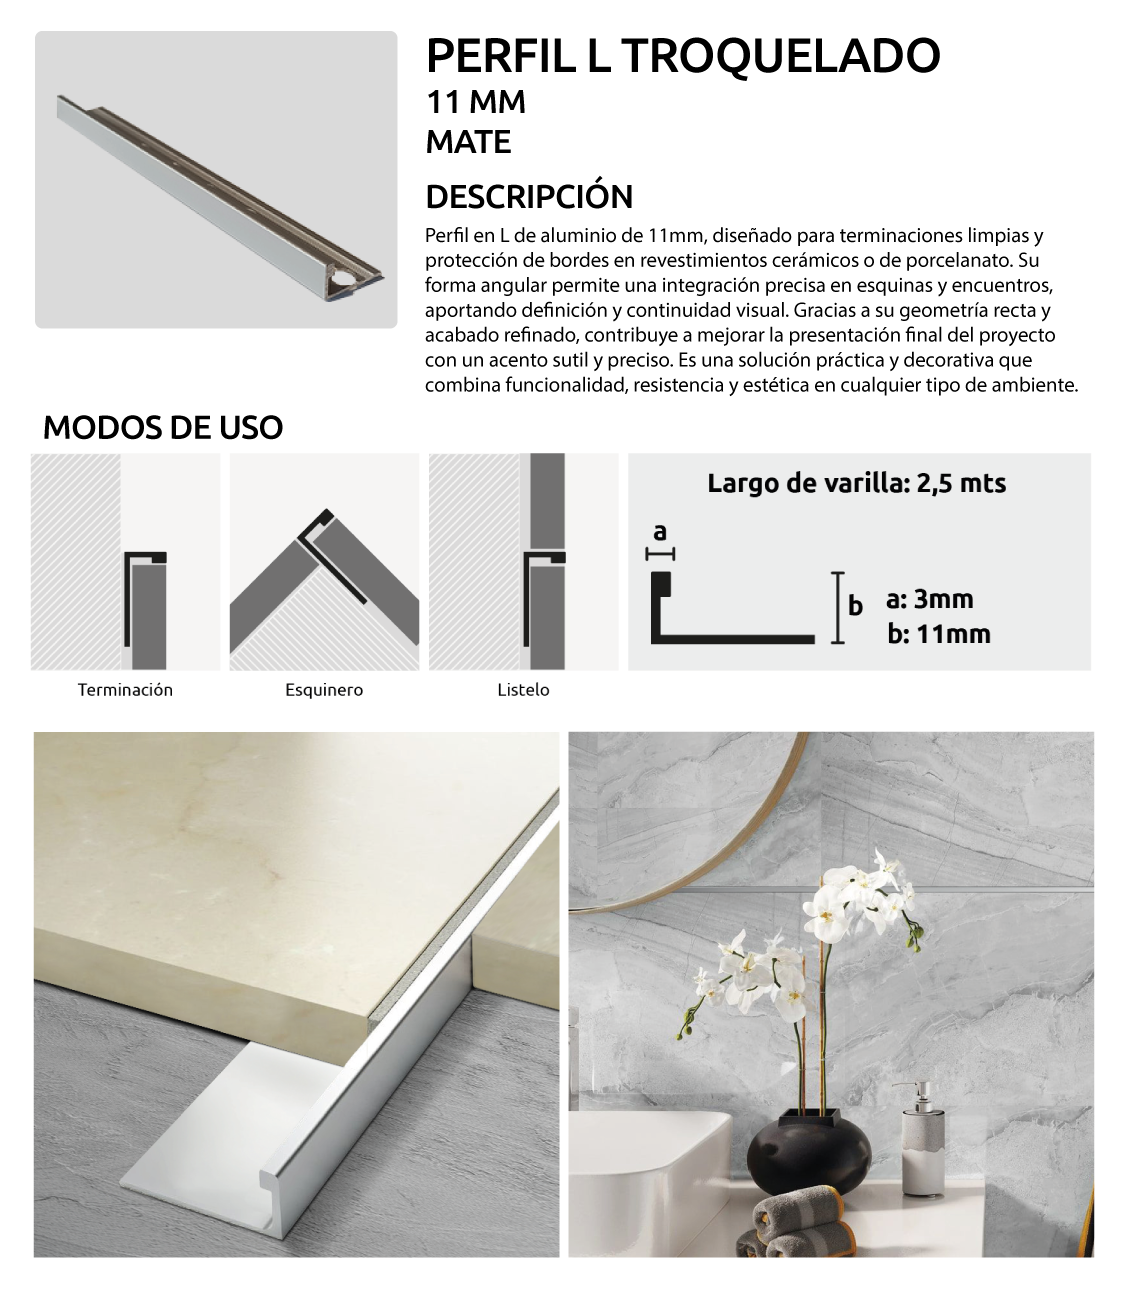 PERFIL L TROQUELADO
11 MM
MATE
DESCRIPCIÓN
Perfil en L de aluminio de 11mm, diseñado para terminaciones limpias y
protección de bordes en revestimientos cerámicos o de porcelanato. Su
forma angular permite una integración precisa en esquinas y encuentros,
aportando definición y continuidad visual. Gracias a su geometría recta y
acabado refinado, contribuye a mejorar la presentación final del proyecto
con un acento sutil y preciso. Es una solución práctica y decorativa que
combina funcionalidad, resistencia y estética en cualquier tipo de ambiente.
MODOS DE USO
Terminación
Esquinero
Listelo
Largo de varilla: 2,5 mts
a
b
a: 3mm
b: 11mm